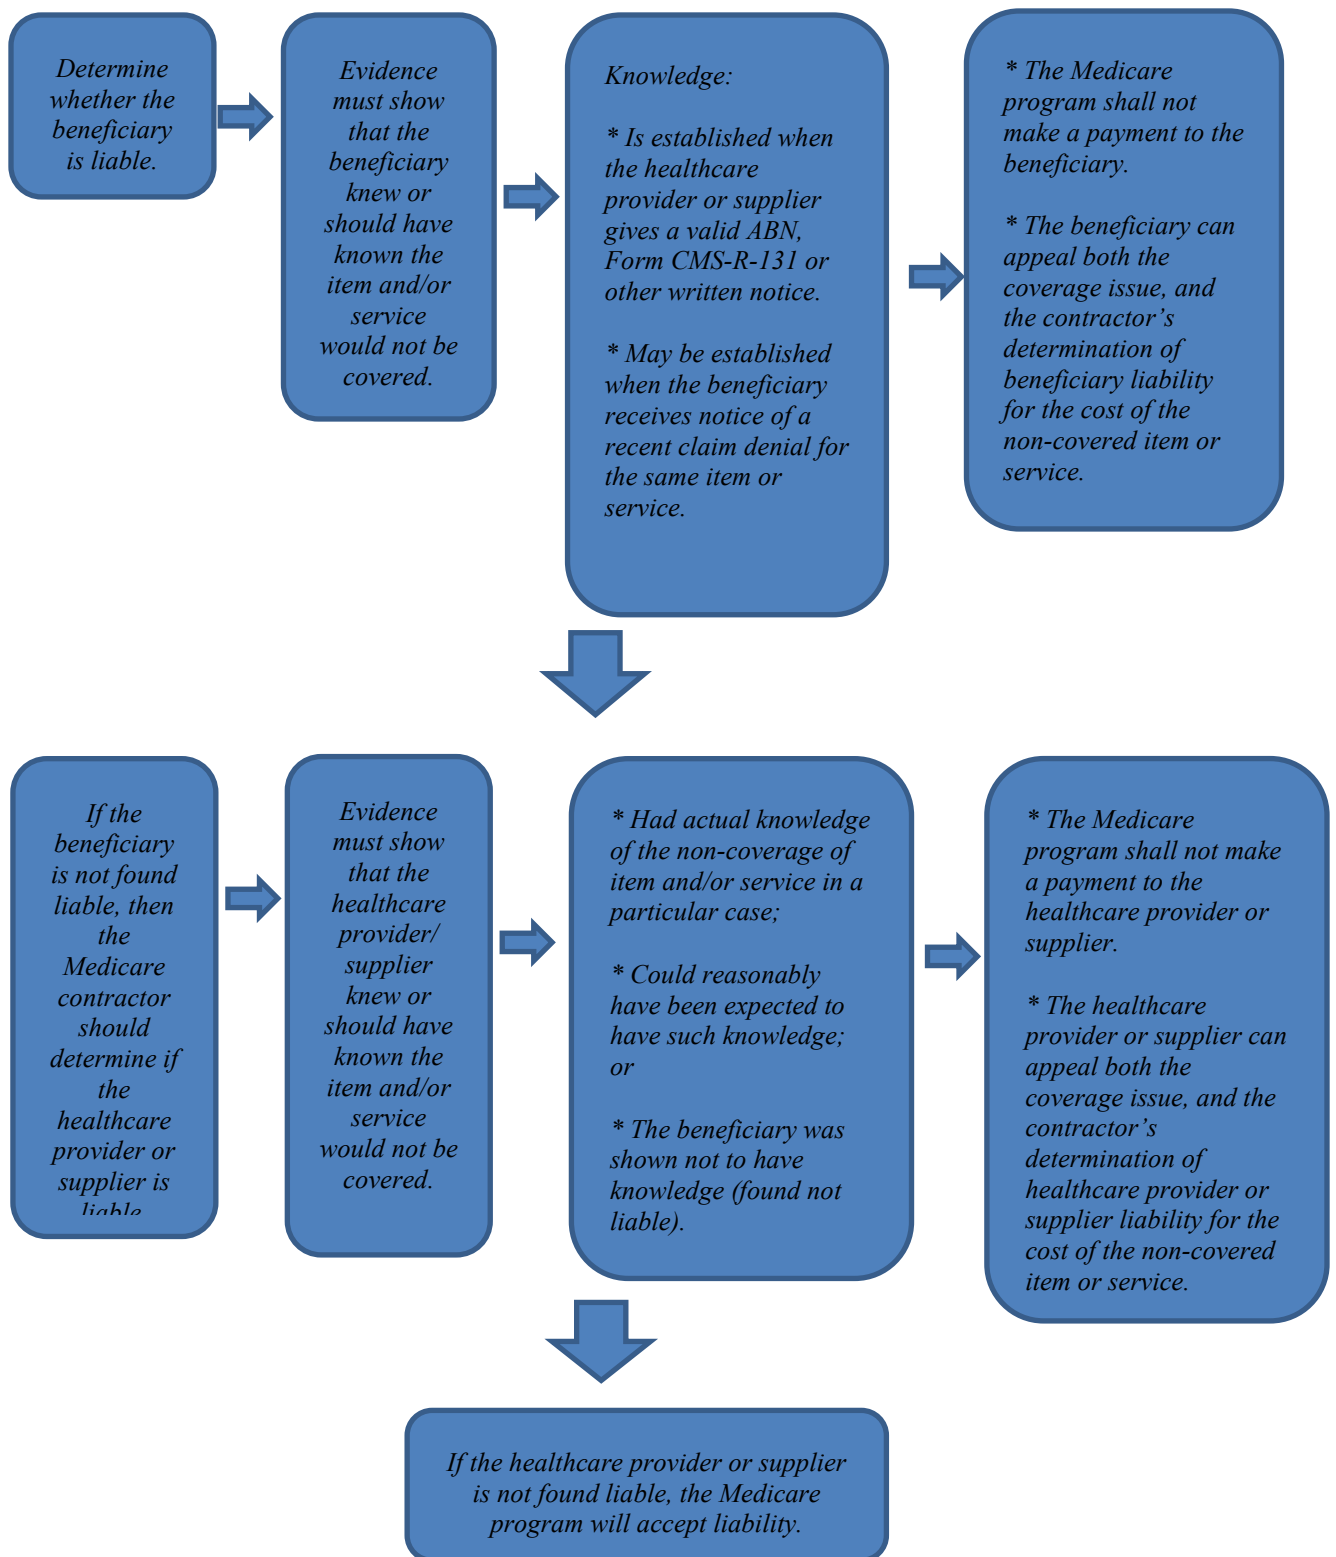 Determine
whether the
beneficiary
is liable.
Evidence
must show
that the
beneficiary
knew or
should have
known the
item and/or
service
would not be
covered.
Knowledge:
* Is established when
the healthcare
provider or supplier
gives a valid ABN,
Form CMS-R-131 or
other written notice.
* May be established
when the beneficiary
receives notice of a
recent claim denial for
the same item or
service.
* The Medicare
program shall not
make a payment to the
beneficiary.
* The beneficiary can
appeal both the
coverage issue, and
the contractor’s
determination of
beneficiary liability
for the cost of the
non-covered item or
service.
If the
beneficiary
is not found
liable, then
the
Medicare
contractor
should
determine if
the
healthcare
provider or
supplier is
liable
Evidence
must show
that the
healthcare
provider/
supplier
knew or
should have
known the
item and/or
service
would not be
covered.
* Had actual knowledge
of the non-coverage of
item and/or service in a
particular case;
* Could reasonably
have been expected to
have such knowledge;
or
* The beneficiary was
shown not to have
knowledge (found not
liable).
* The Medicare
program shall not make
a payment to the
healthcare provider or
supplier.
* The healthcare
provider or supplier can
appeal both the
coverage issue, and the
contractor’s
determination of
healthcare provider or
supplier liability for the
cost of the non-covered
item or service.
If the healthcare provider or supplier
is not found liable, the Medicare
program will accept liability.